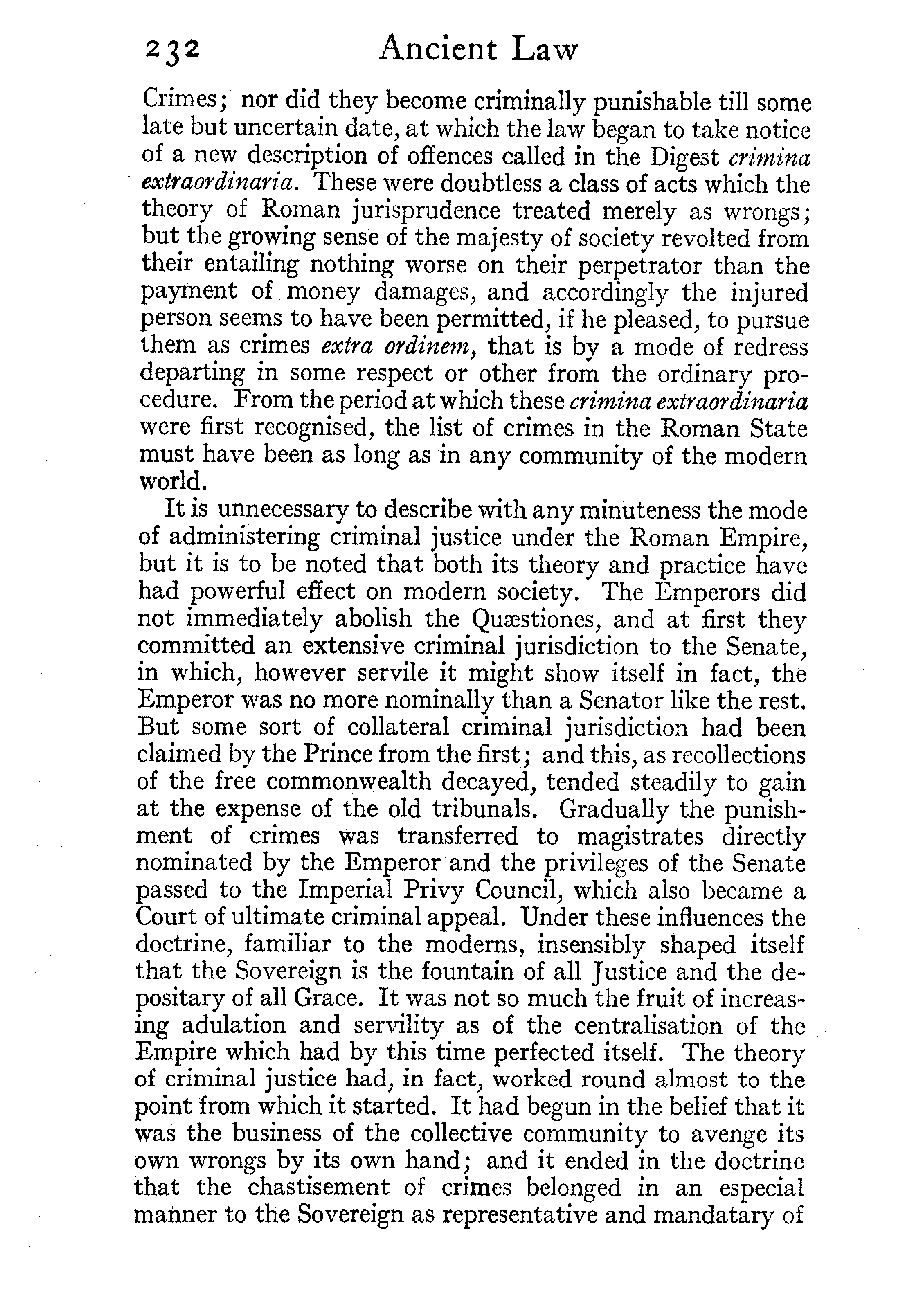 232 Ancient Law
Crimes; nor did they become criminally punishable till some
late but uncertain date, at which the law began to take notice
of a new description of offences called in the Digest crimina
extraordinaria. These were doubtless a class of acts which the
theory of Roman jurisprudence treated merely as wrongs;
but the growing sense of the majesty of society revolted from
their entailing nothing worse on their perpetrator than the
payment of money damages, and accordingly the injured
person seems to have been permitted, if he pleased, to pursue
them as crimes extra ordinem, that is by a mode of redress
departing in some respect or other from the ordinary pro-
cedure. From the period at which these crimina extraordinaria
were first recognised, the list of crimes in the Roman State
must have been as long as in any community of the modern
world.
It is unnecessary to describe with any minuteness the mode
of administering criminal justice under the Roman Empire,
but it is to be noted that both its theory and practice have
had powerful effect on modern society. The Emperors did
not immediately abolish the Quæstiones, and at first they
committed an extensive criminal jurisdiction to the Senate,
in which, however servile it might show itself in fact, the
Emperor was no more nominally than a Senator like the rest.
But some sort of collateral criminal jurisdiction had been
claimed by the Prince from the first; and this, as recollections
of the free commonwealth decayed, tended steadily to gain
at the expense of the old tribunals. Gradually the punish-
ment of crimes was transferred to magistrates directly
nominated by the Emperor and the privileges of the Senate
passed to the Imperial Privy Council, which also became a
Court of ultimate criminal appeal. Under these influences the
doctrine, familiar to the moderns, insensibly shaped itself
that the Sovereign is the fountain of all Justice and the de-
positary of all Grace. It was not so much the fruit of increas-
ing adulation and servility as of the centralisation of the
Empire which had by this time perfected itself. The theory
of criminal justice had, in fact, worked round almost to the
point from which it started. It had begun in the belief that it
was the business of the collective community to avenge its
own wrongs by its own hand; and it ended in the doctrine
that the chastisement of crimes belonged in an especial
manner to the Sovereign as representative and mandatary of